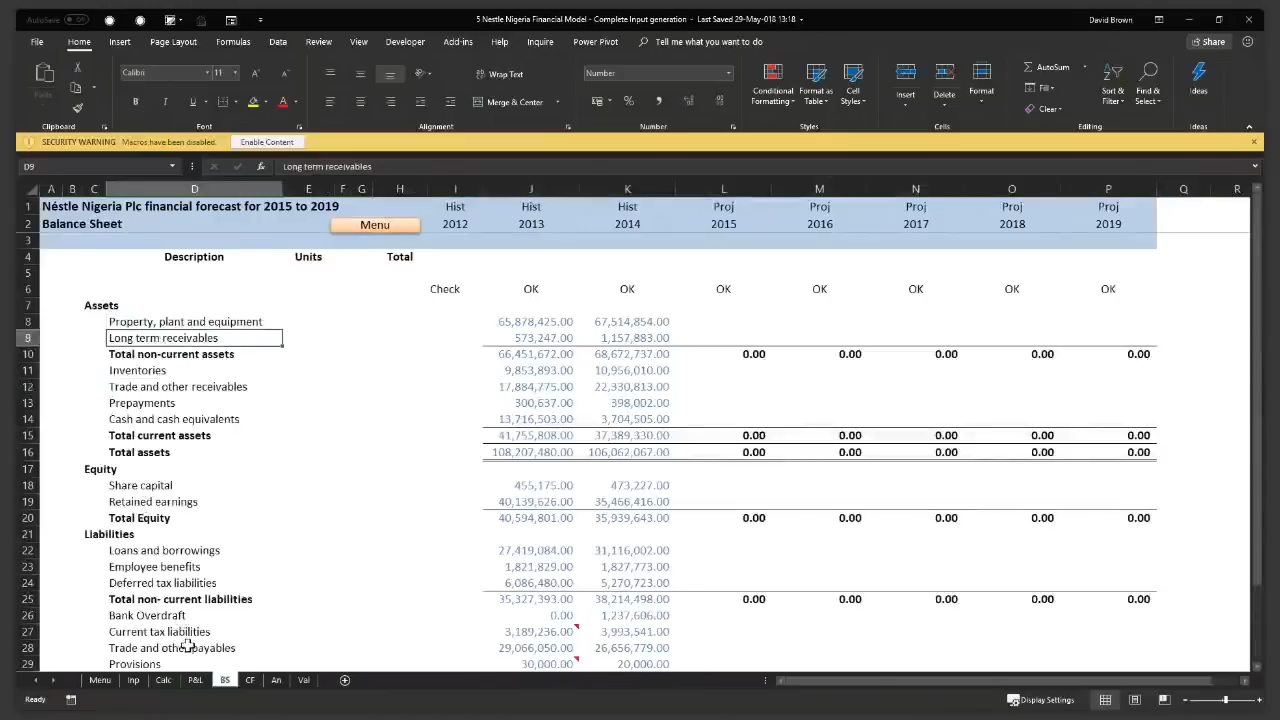 AutoSave Off 5 Nestle Nigeria Financial Model - Complete Input generation - Last Saved 29-May-018 13:18 David Brown
File Home Insert Page Layout Formulas Data Review View Developer Add-ins Help Inquire Power Pivot Tell me what you want to do Share
Calibri 11 Wrap Text Number AutoSum
Paste B I U A Merge & Center % Conditional Formatting Format as Table Cell Styles Insert Delete Format Fill Clear Sort & Filter Find & Select Ideas
Clipboard Font Alignment Number Styles Cells Editing Ideas
SECURITY WARNING Macros have been disabled. Enable Content
D9 fx Long term receivables
A B C D E F G H I J K L M N O P Q R
1 Néstle Nigeria Plc financial forecast for 2015 to 2019 Hist Hist Hist Proj Proj Proj Proj Proj
2 Balance Sheet Menu 2012 2013 2014 2015 2016 2017 2018 2019
3
4 Description Units Total
5
6 Check OK OK OK OK OK OK OK
7 Assets
8 Property, plant and equipment 65,878,425.00 67,514,854.00
9 Long term receivables 573,247.00 1,157,883.00
10 Total non-current assets 66,451,672.00 68,672,737.00 0.00 0.00 0.00 0.00 0.00
11 Inventories 9,853,893.00 10,956,010.00
12 Trade and other receivables 17,884,775.00 22,330,813.00
13 Prepayments 300,637.00 398,002.00
14 Cash and cash equivalents 13,716,503.00 3,704,505.00
15 Total current assets 41,755,808.00 37,389,330.00 0.00 0.00 0.00 0.00 0.00
16 Total assets 108,207,480.00 106,062,067.00 0.00 0.00 0.00 0.00 0.00
17 Equity
18 Share capital 455,175.00 473,227.00
19 Retained earnings 40,139,626.00 35,466,416.00
20 Total Equity 40,594,801.00 35,939,643.00 0.00 0.00 0.00 0.00 0.00
21 Liabilities
22 Loans and borrowings 27,419,084.00 31,116,002.00
23 Employee benefits 1,821,829.00 1,827,773.00
24 Deferred tax liabilities 6,086,480.00 5,270,723.00
25 Total non- current liabilities 35,327,393.00 38,214,498.00 0.00 0.00 0.00 0.00 0.00
26 Bank Overdraft 0.00 1,237,606.00
27 Current tax liabilities 3,189,236.00 3,993,541.00
28 Trade and other payables 29,066,050.00 26,656,779.00
29 Provisions 30,000.00 20,000.00
Menu Inp Calc P&L BS CF An Val
Ready Display Settings